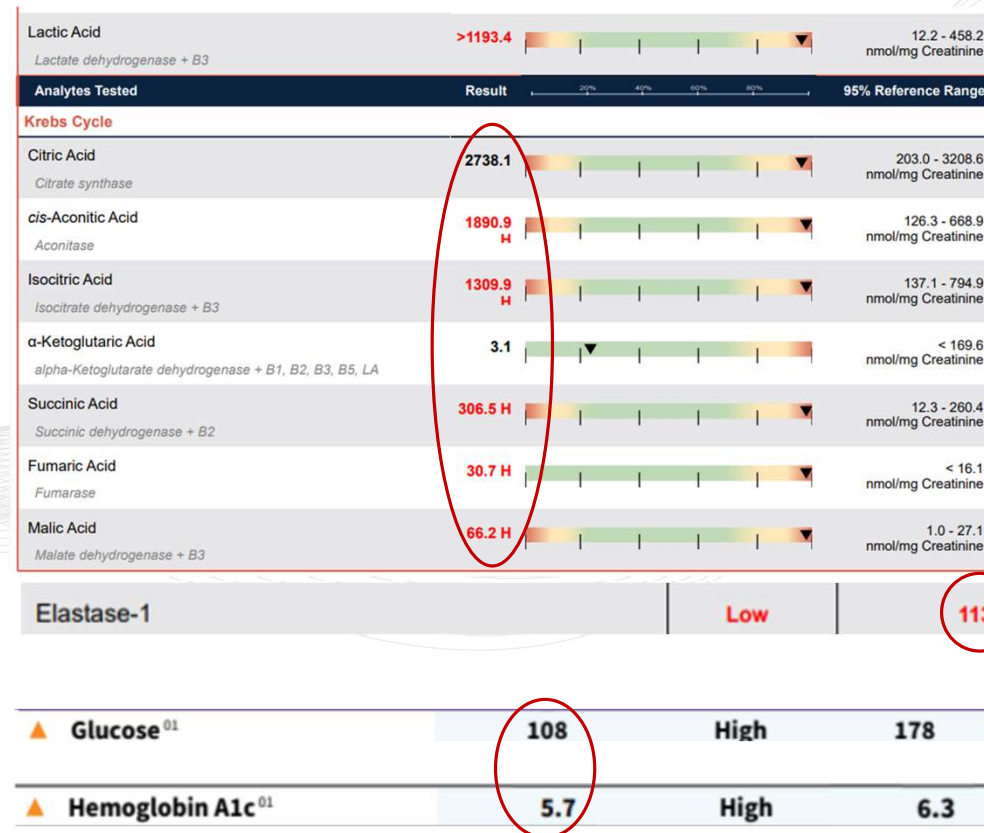 Lactic Acid >1193.4 12.2 - 458.2
Lactate dehydrogenase + B3 nmol/mg Creatinine
Analytes Tested Result 20% 40% 60% 80% 95% Reference Range
Krebs Cycle
Citric Acid 2738.1 203.0 - 3208.6
Citrate synthase nmol/mg Creatinine
cis-Aconitic Acid 1890.9 126.3 - 668.9
Aconitase H nmol/mg Creatinine
Isocitric Acid 1309.9 137.1 - 794.9
Isocitrate dehydrogenase + B3 H nmol/mg Creatinine
α-Ketoglutaric Acid 3.1 < 169.6
alpha-Ketoglutarate dehydrogenase + B1, B2, B3, B5, LA nmol/mg Creatinine
Succinic Acid 306.5 H 12.3 - 260.4
Succinic dehydrogenase + B2 nmol/mg Creatinine
Fumaric Acid 30.7 H < 16.1
Fumarase nmol/mg Creatinine
Malic Acid 66.2 H 1.0 - 27.1
Malate dehydrogenase + B3 nmol/mg Creatinine
Elastase-1 Low 113
Glucose 01 108 High 178
Hemoglobin A1c 01 5.7 High 6.3